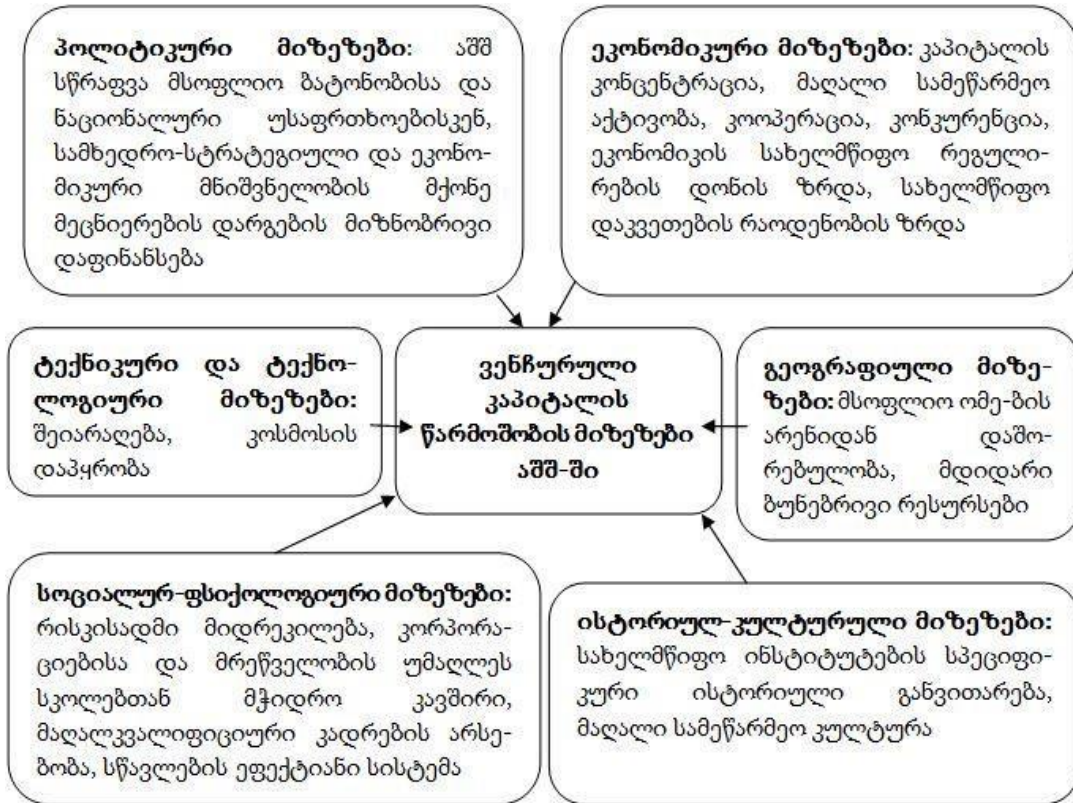 პოლიტიკური მიზეზები: აშშ
სწრაფვა მსოფლიო ბატონობისა და
ნაციონალური უსაფრთხოებისკენ,
სამხედრო-სტრატეგიული და ეკონო-
მიკური მნიშვნელობის მქონე
მეცნიერების დარგების მიზნობრივი
დაფინანსება
ეკონომიკური მიზეზები: კაპიტალის
კონცენტრაცია, მაღალი სამეწარმეო
აქტივობა, კოოპერაცია, კონკურენცია,
ეკონომიკის სახელმწიფო რეგული-
რების დონის ზრდა, სახელმწიფო
დაკვეთების რაოდენობის ზრდა
ტექნიკური და ტექნო-
ლოგიური მიზეზები:
შეიარაღება, კოსმოსის
დაპყრობა
ვენჩურული
კაპიტალის
წარმოშობის მიზეზები
აშშ-ში
გეოგრაფიული მიზე-
ზები: მსოფლიო ომე-ბის
არენიდან დაშო-
რებულობა, მდიდარი
ბუნებრივი რესურსები
სოციალურ-ფსიქოლოგიური მიზეზები:
რისკისადმი მიდრეკილება, კორპორა-
ციებისა და მრეწველობის უმაღლეს
სკოლებთან მჭიდრო კავშირი,
მაღალკვალიფიციური კადრების არსე-
ბობა, სწავლების ეფექტიანი სისტემა
ისტორიულ-კულტურული მიზეზები:
სახელმწიფო ინსტიტუტების სპეციფი-
კური ისტორიული განვითარება,
მაღალი სამეწარმეო კულტურა